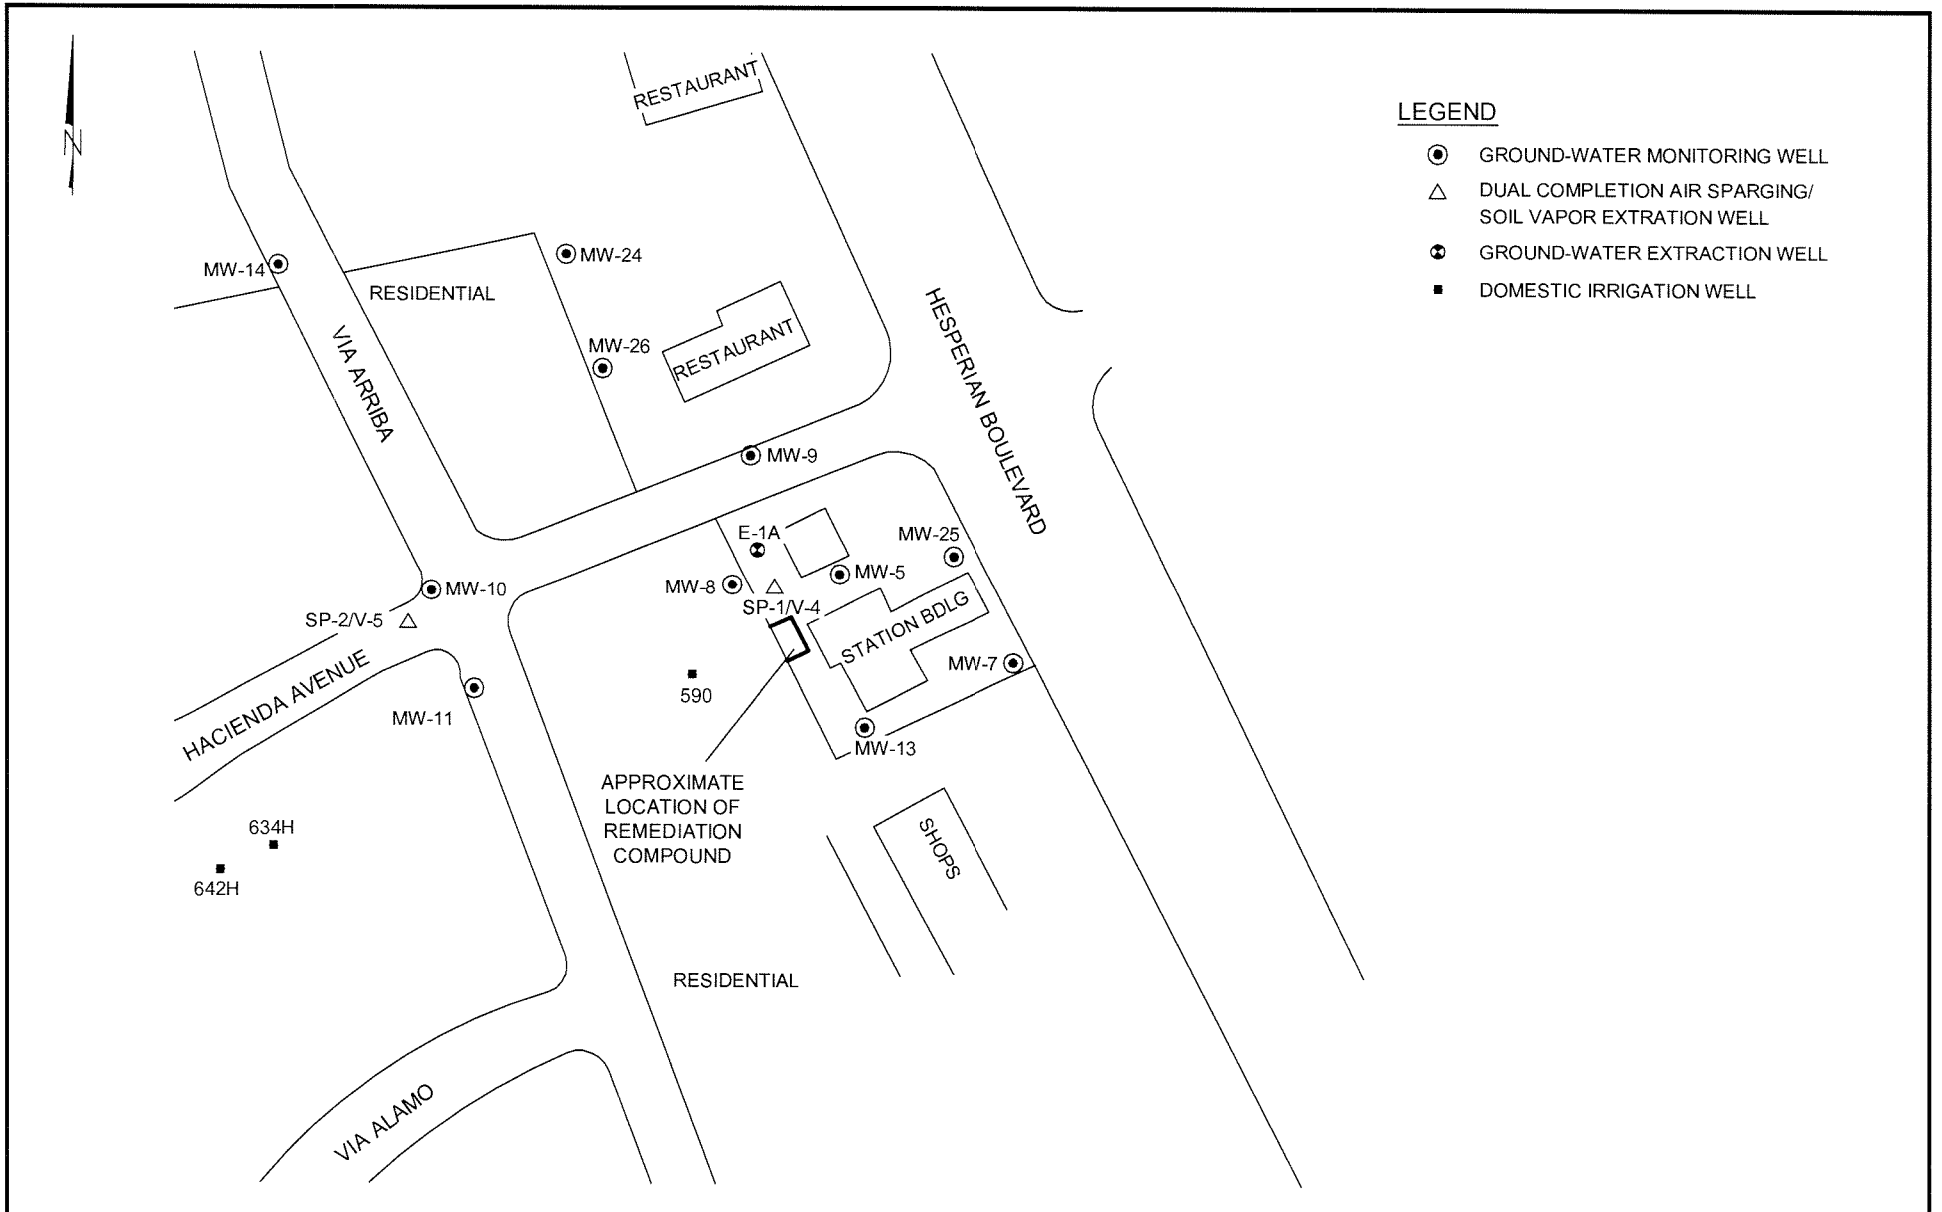 N
RESTAURANT
LEGEND
GROUND-WATER MONITORING WELL
DUAL COMPLETION AIR SPARGING/
SOIL VAPOR EXTRATION WELL
GROUND-WATER EXTRACTION WELL
DOMESTIC IRRIGATION WELL
MW-14
MW-24
RESIDENTIAL
VIA ARRIBA
MW-26
RESTAURANT
HESPERIAN BOULEVARD
MW-9
E-1A
MW-25
MW-8
MW-5
SP-1/V-4
STATION BDLG
MW-10
SP-2/V-5
HACIENDA AVENUE
MW-7
590
MW-11
MW-13
APPROXIMATE
LOCATION OF
REMEDIATION
COMPOUND
SHOPS
634H
642H
RESIDENTIAL
VIA ALAMO